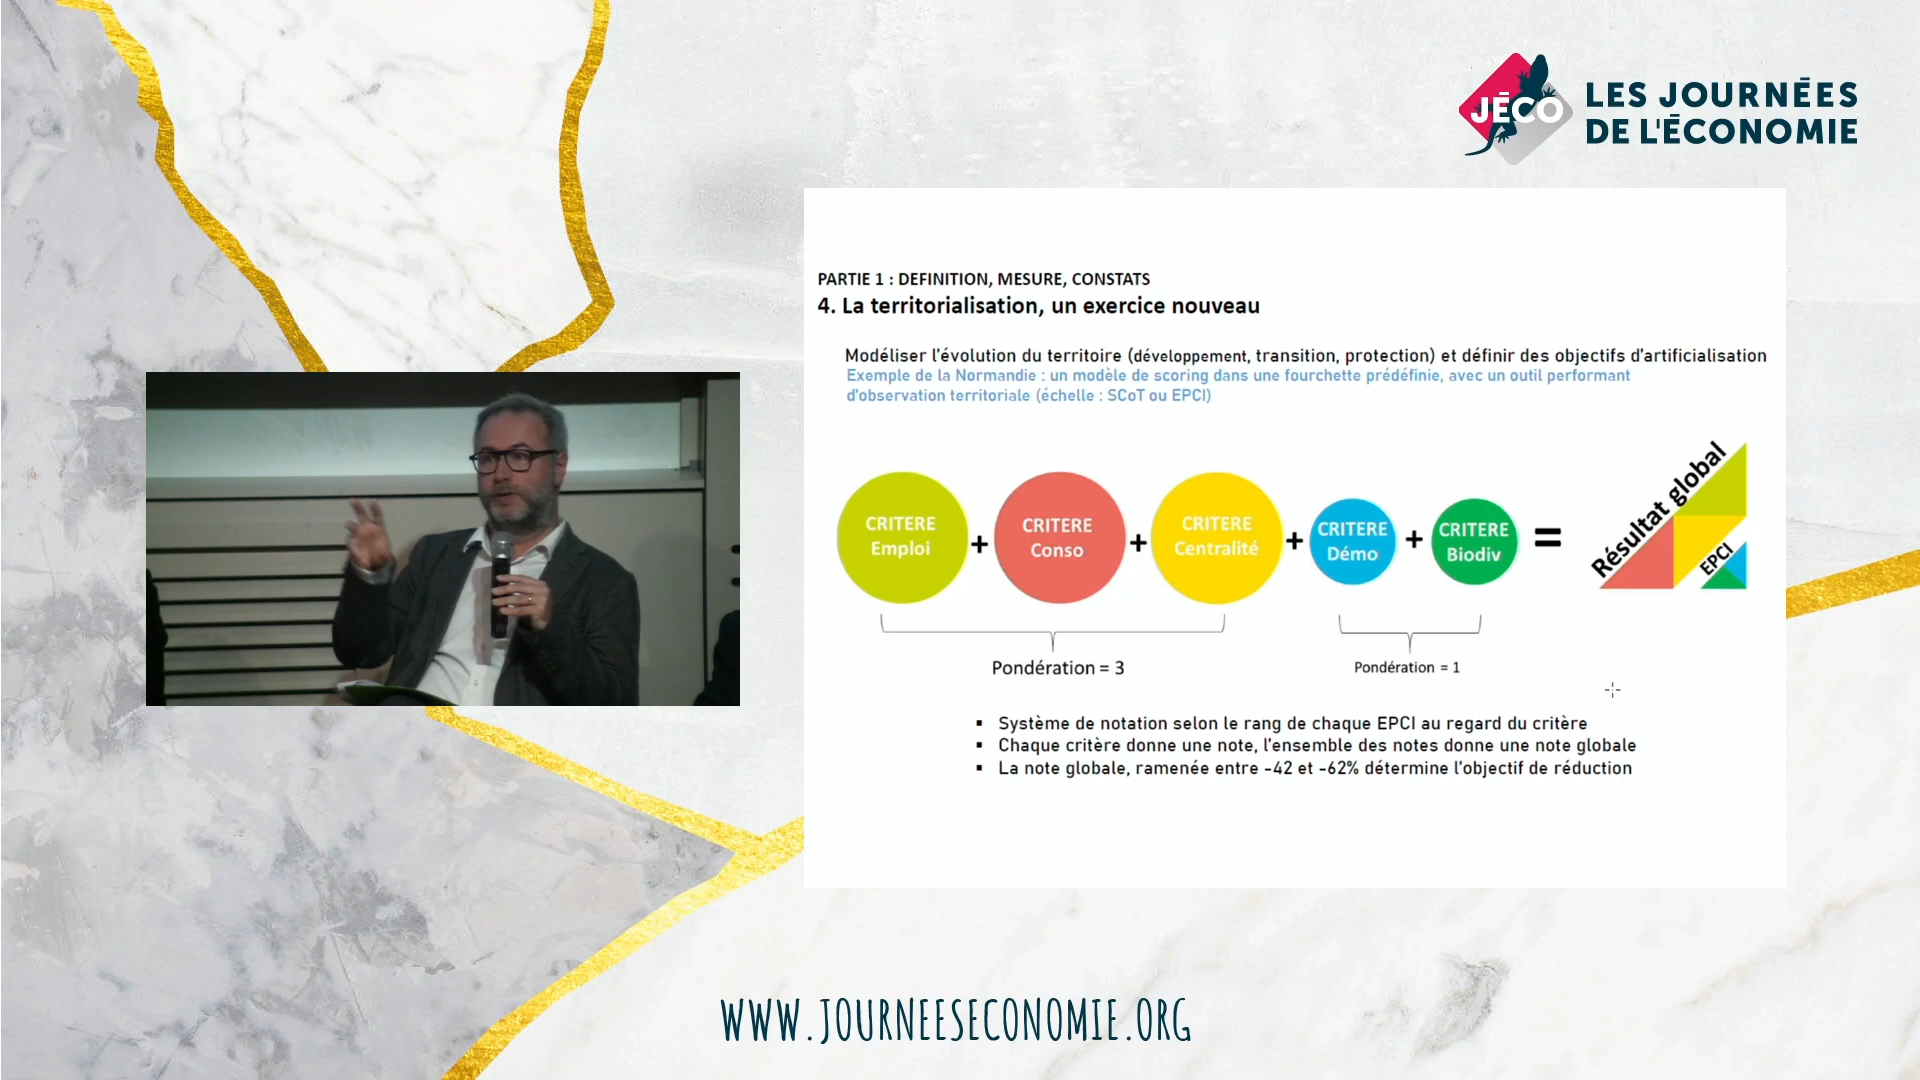 JÉCO
LES JOURNÉES
DE L'ÉCONOMIE
PARTIE 1 : DEFINITION, MESURE, CONSTATS
4. La territorialisation, un exercice nouveau
Modéliser l'évolution du territoire (développement, transition, protection) et définir des objectifs d'artificialisation
Exemple de la Normandie : un modèle de scoring dans une fourchette prédéfinie, avec un outil performant
d'observation territoriale (échelle : SCoT ou EPCI)
CRITERE
Emploi
+
CRITERE
Conso
+
CRITERE
Centralité
+
CRITERE
Démo
+
CRITERE
Biodiv
=
Résultat global
EPCI
Pondération = 3
Pondération = 1
▪ Système de notation selon le rang de chaque EPCI au regard du critère
▪ Chaque critère donne une note, l'ensemble des notes donne une note globale
▪ La note globale, ramenée entre -42 et -62% détermine l'objectif de réduction
WWW.JOURNEESECONOMIE.ORG